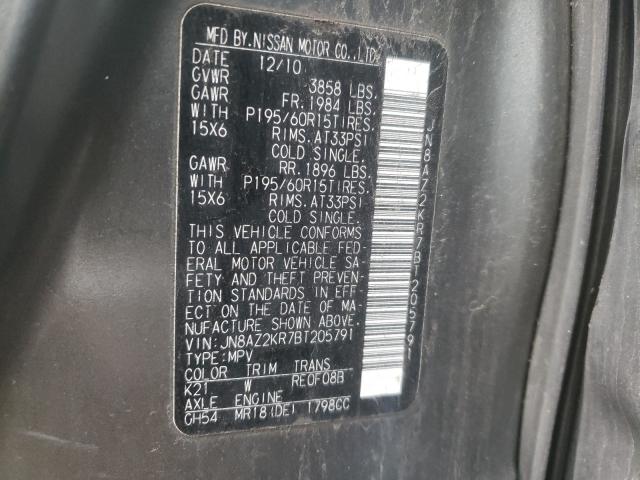 MFD BY.NISSAN MOTOR CO.,LTD
DATE 12/10
GVWR 3858 LBS.
GAWR FR. 1984 LBS.
WITH P195/60R15TIRES.
15X6 RIMS. AT33PSI
COLD SINGLE.
GAWR RR. 1896 LBS.
WITH P195/60R15TIRES.
15X6 RIMS. AT33PSI
COLD SINGLE.
THIS VEHICLE CONFORMS
TO ALL APPLICABLE FED-
ERAL MOTOR VEHICLE SA-
FETY AND THEFT PREVEN-
TION STANDARDS IN EFF-
ECT ON THE DATE OF MA-
NUFACTURE SHOWN ABOVE.
VIN:JN8AZ2KR7BT205791
TYPE:MPV
COLOR TRIM TRANS
K21 W RE0F08B
AXLE ENGINE
OH54 MR18(DE) 1798CC
JN8AZ2KR7BT205791